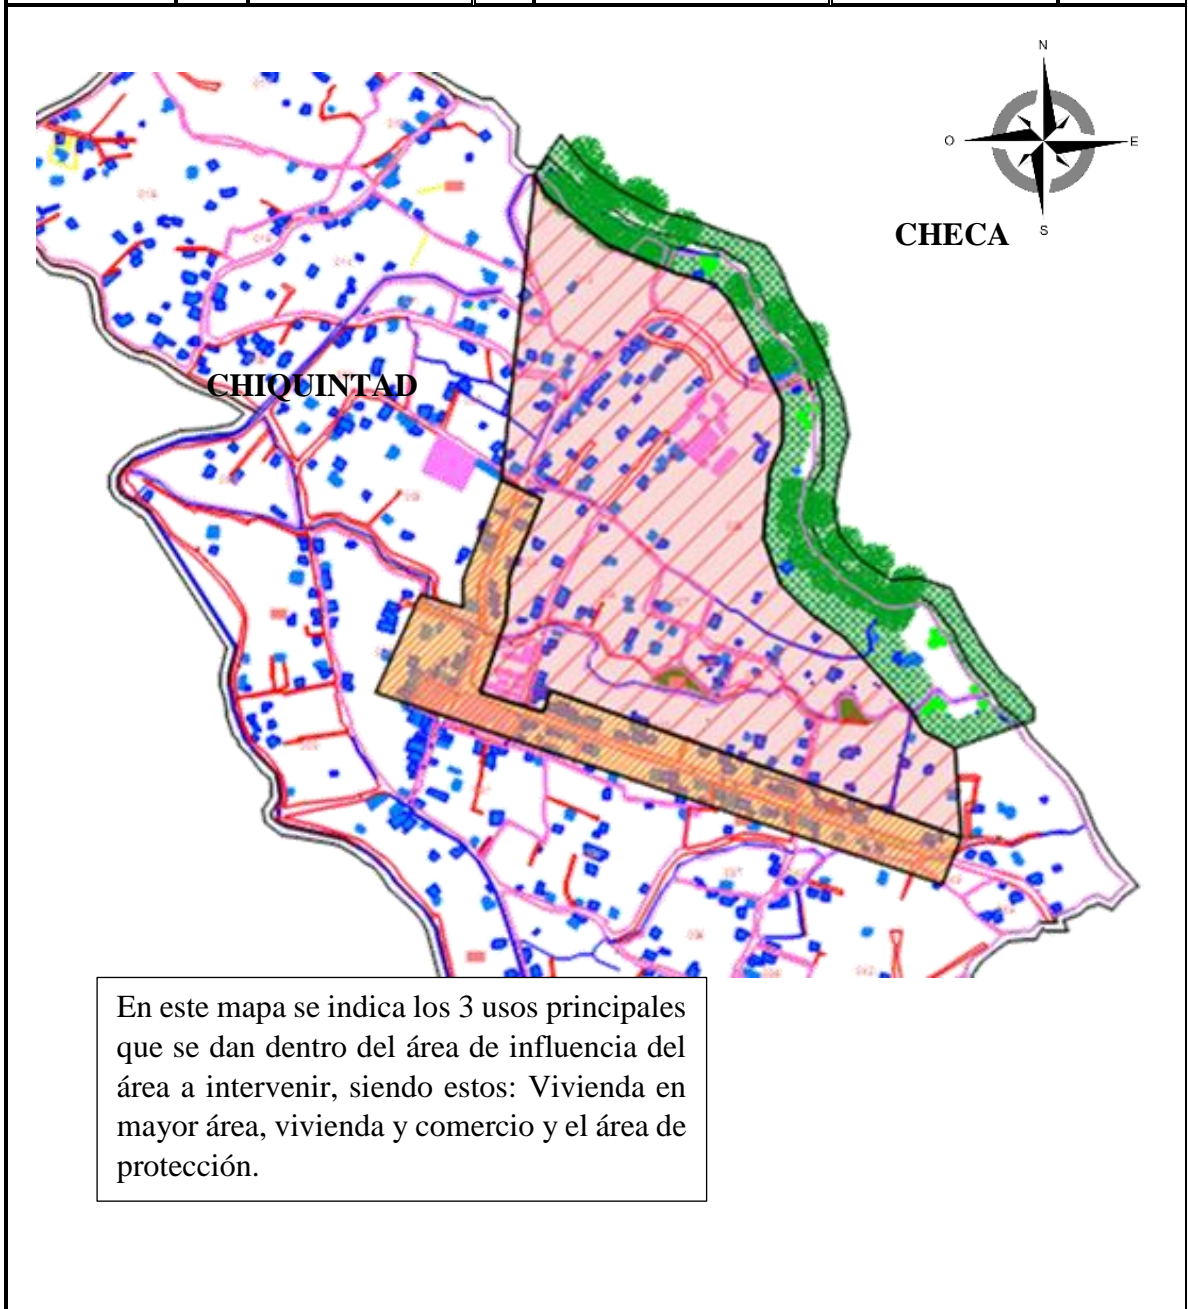 N
O
E
S
CHECA
CHIQUINTAD
En este mapa se indica los 3 usos principales
que se dan dentro del área de influencia del
área a intervenir, siendo estos: Vivienda en
mayor área, vivienda y comercio y el área de
protección.